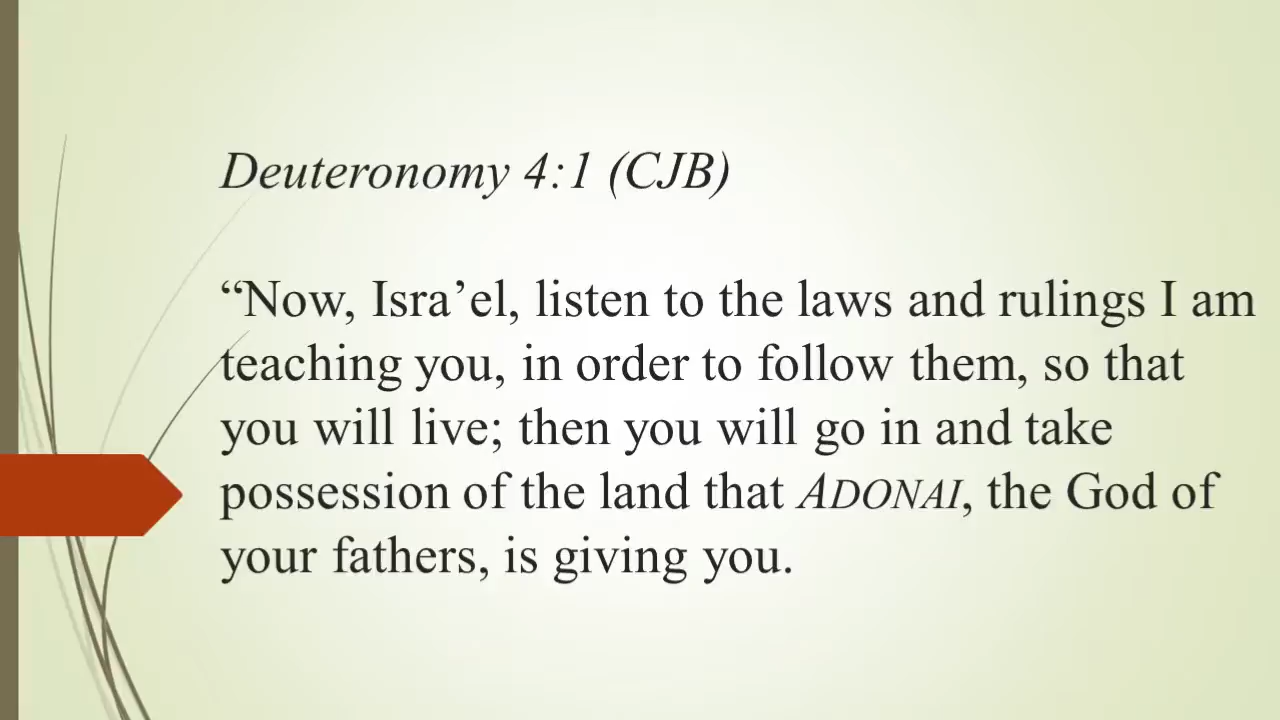 Deuteronomy 4:1 (CJB)
“Now, Isra’el, listen to the laws and rulings I am
teaching you, in order to follow them, so that
you will live; then you will go in and take
possession of the land that ADONAI, the God of
your fathers, is giving you.